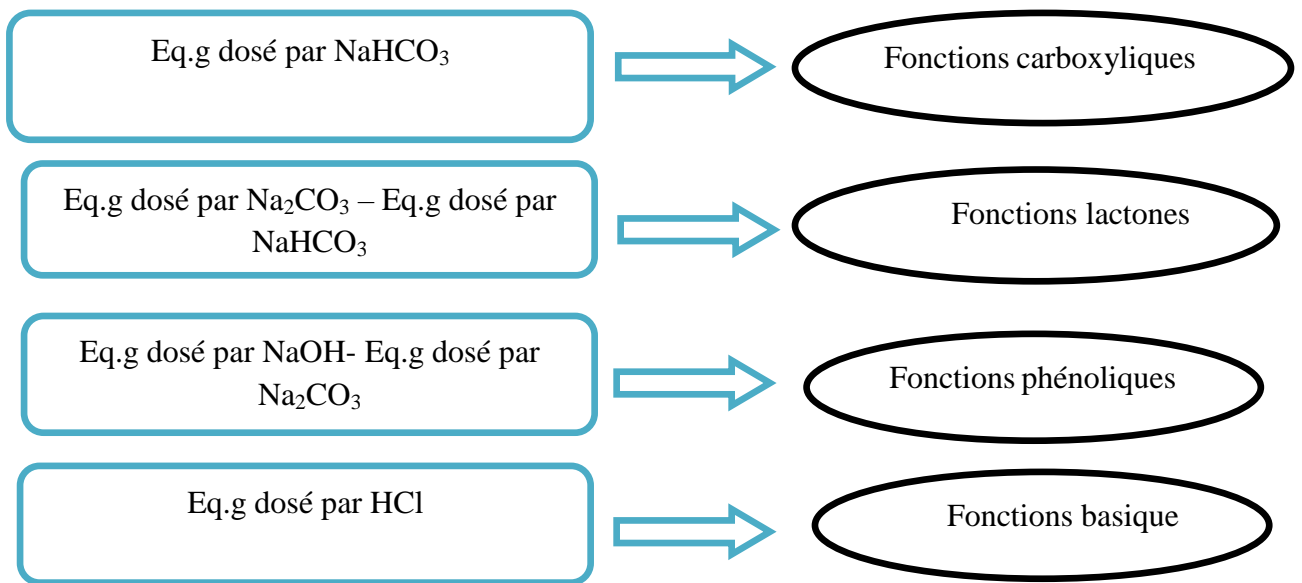 Eq.g dosé par NaHCO₃
Fonctions carboxyliques
Eq.g dosé par Na₂CO₃ – Eq.g dosé par
NaHCO₃
Fonctions lactones
Eq.g dosé par NaOH- Eq.g dosé par
Na₂CO₃
Fonctions phénoliques
Eq.g dosé par HCl
Fonctions basique